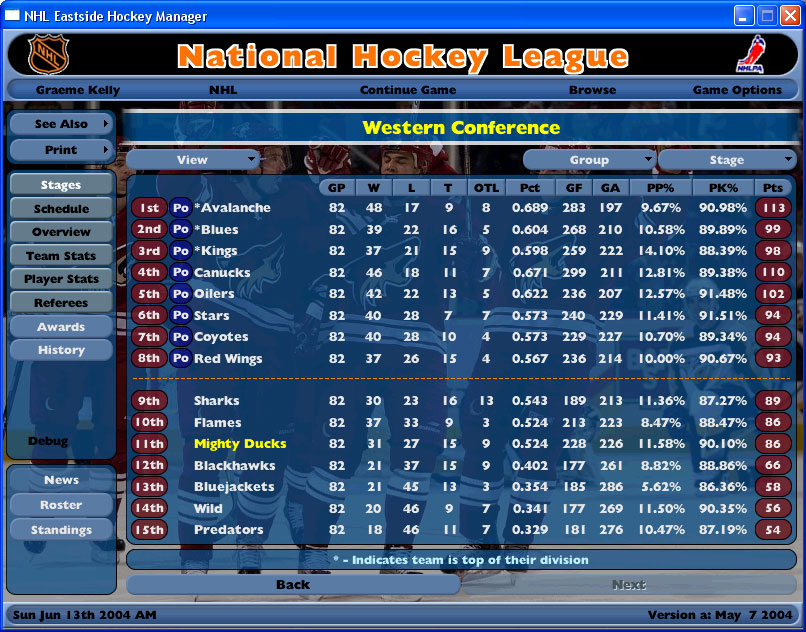 NHL Eastside Hockey Manager
NHL National Hockey League NHLPA
Graeme Kelly NHL Continue Game Browse Game Options
See Also
Print
Stages
Schedule
Overview
Team Stats
Player Stats
Referees
Awards
History
Debug
News
Roster
Standings
Western Conference
View Group Stage
GP W L T OTL Pct GF GA PP% PK% Pts
1st Po *Avalanche 82 48 17 9 8 0.689 283 197 9.67% 90.98% 113
2nd Po *Blues 82 39 22 16 5 0.604 268 210 10.58% 89.89% 99
3rd Po *Kings 82 37 21 15 9 0.598 259 222 14.10% 88.39% 98
4th Po Canucks 82 46 18 11 7 0.671 299 211 12.81% 89.38% 110
5th Po Oilers 82 42 22 13 5 0.622 236 207 12.57% 91.48% 102
6th Po Stars 82 40 28 7 7 0.573 240 229 11.41% 91.51% 94
7th Po Coyotes 82 40 28 10 4 0.573 229 227 10.70% 89.34% 94
8th Po Red Wings 82 37 26 15 4 0.567 236 214 10.00% 90.67% 93
9th Sharks 82 30 23 16 13 0.543 189 213 11.36% 87.27% 89
10th Flames 82 37 33 9 3 0.524 213 223 8.47% 88.47% 86
11th Mighty Ducks 82 31 27 15 9 0.524 228 226 11.58% 90.10% 86
12th Blackhawks 82 21 37 15 9 0.402 177 261 8.82% 88.86% 66
13th Bluejackets 82 21 45 13 3 0.354 185 286 5.62% 86.36% 58
14th Wild 82 20 46 9 7 0.341 177 269 11.50% 90.35% 56
15th Predators 82 18 46 11 7 0.329 181 276 10.47% 87.19% 54
* - Indicates team is top of their division
Back Next
Sun Jun 13th 2004 AM Version a: May 7 2004